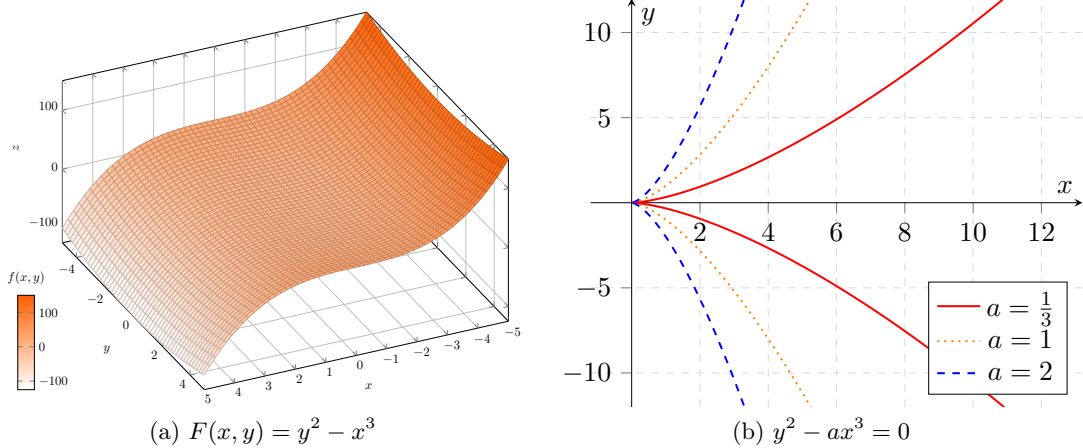 100
0
−100
z
−4
−2
0
2
4
y
5
4
3
2
1
0
−1
−2
−3
−4
−5
x
f(x, y)
100
0
−100
(a) F(x, y) = y² − x³
y
x
10
5
−5
−10
2
4
6
8
10
12
a = 1/3
a = 1
a = 2
(b) y² − ax³ = 0